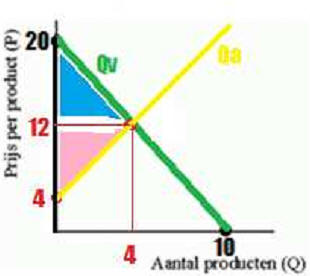 Prijs per product (P)
20
Qv
Qa
12
4
4
10
Aantal producten (Q)